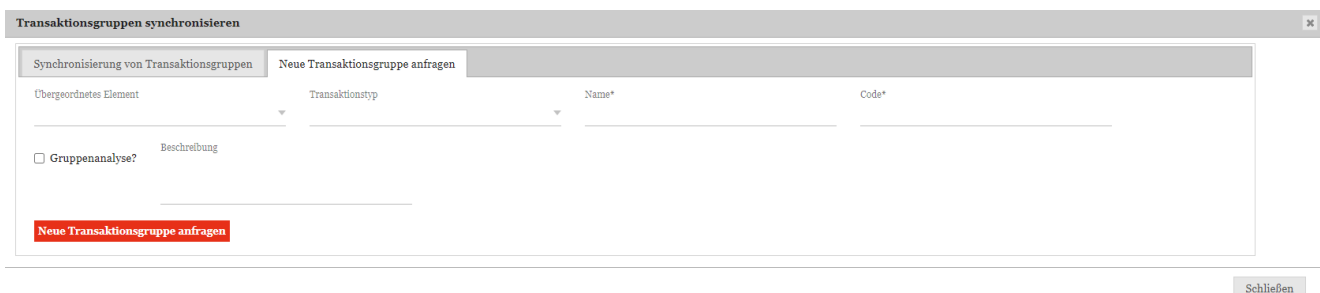 Transaktionsgruppen synchronisieren
Synchronisierung von Transaktionsgruppen
Neue Transaktionsgruppe anfragen
Übergeordnetes Element
Transaktionstyp
Name*
Code*
Gruppenanalyse?
Beschreibung
Neue Transaktionsgruppe anfragen
Schließen